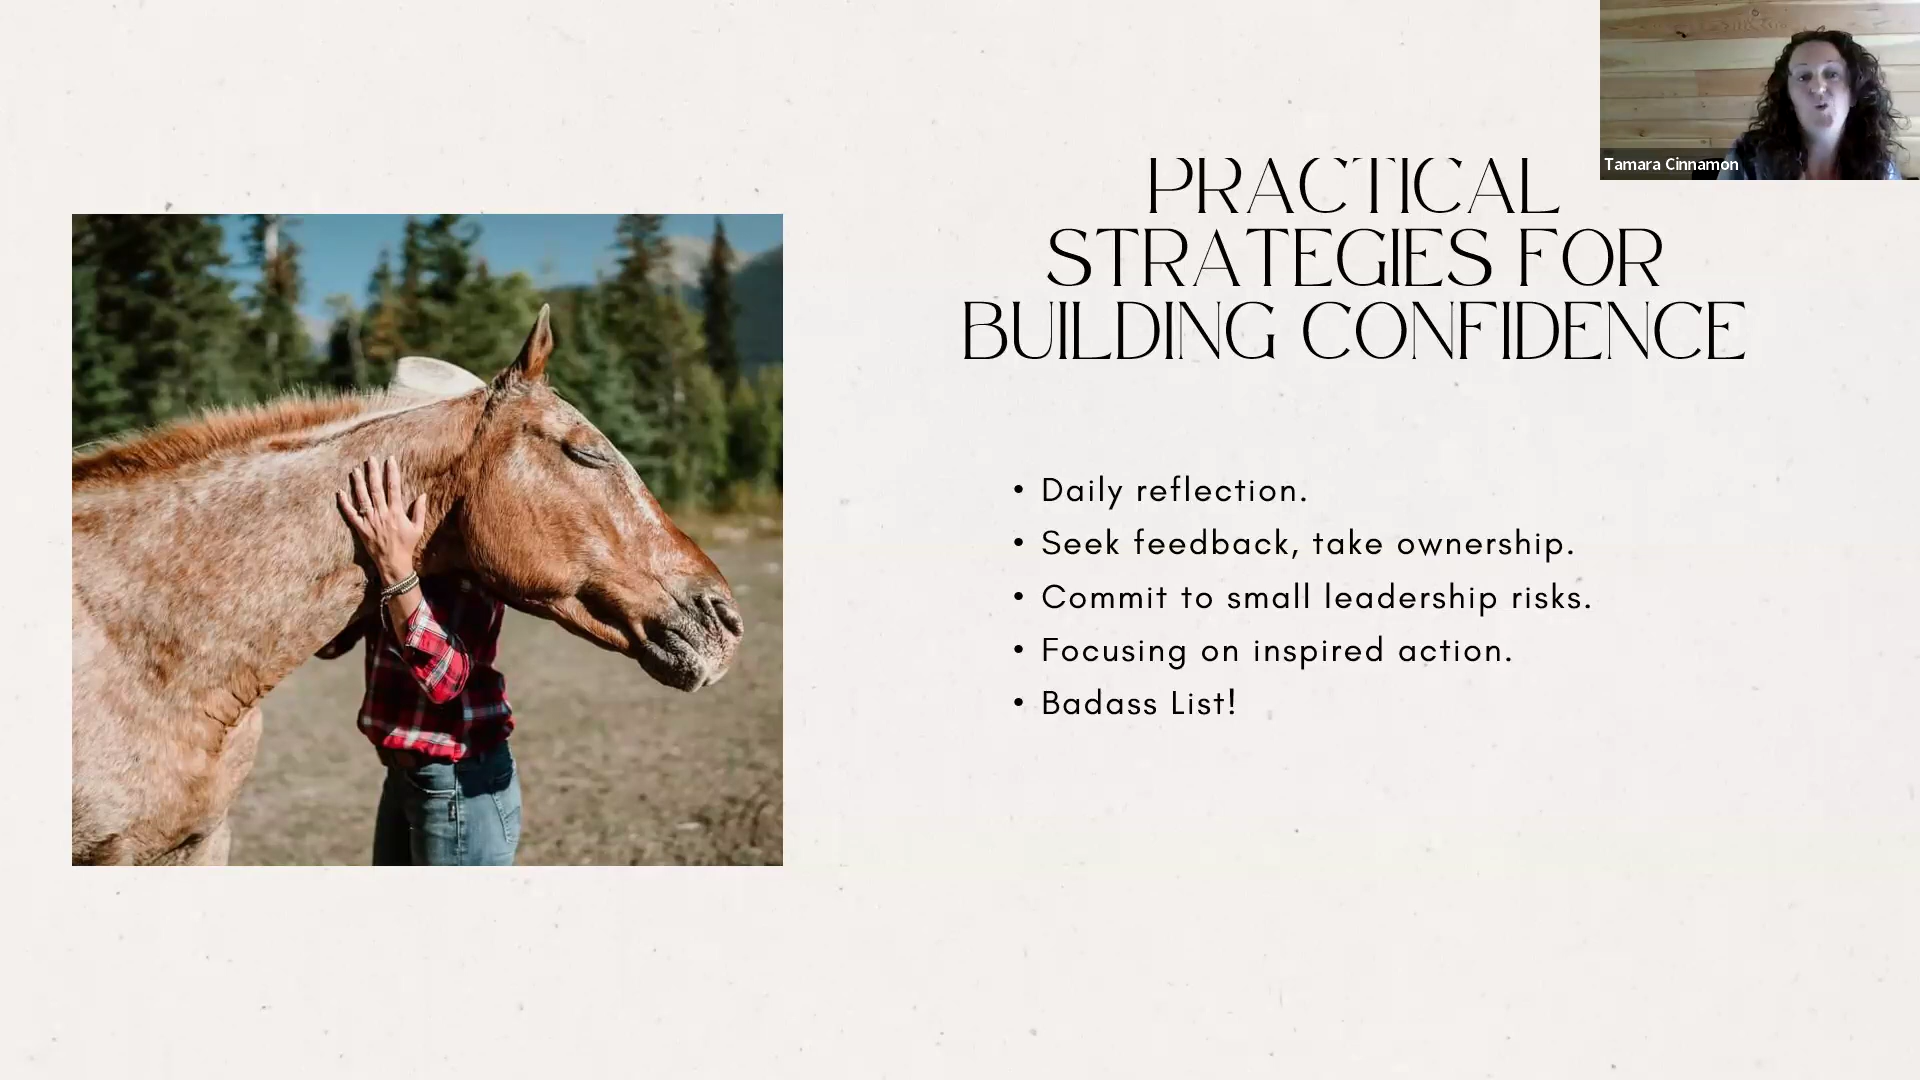 Tamara Cinnamon
PRACTICAL
STRATEGIES FOR
BUILDING CONFIDENCE
• Daily reflection.
• Seek feedback, take ownership.
• Commit to small leadership risks.
• Focusing on inspired action.
• Badass List!